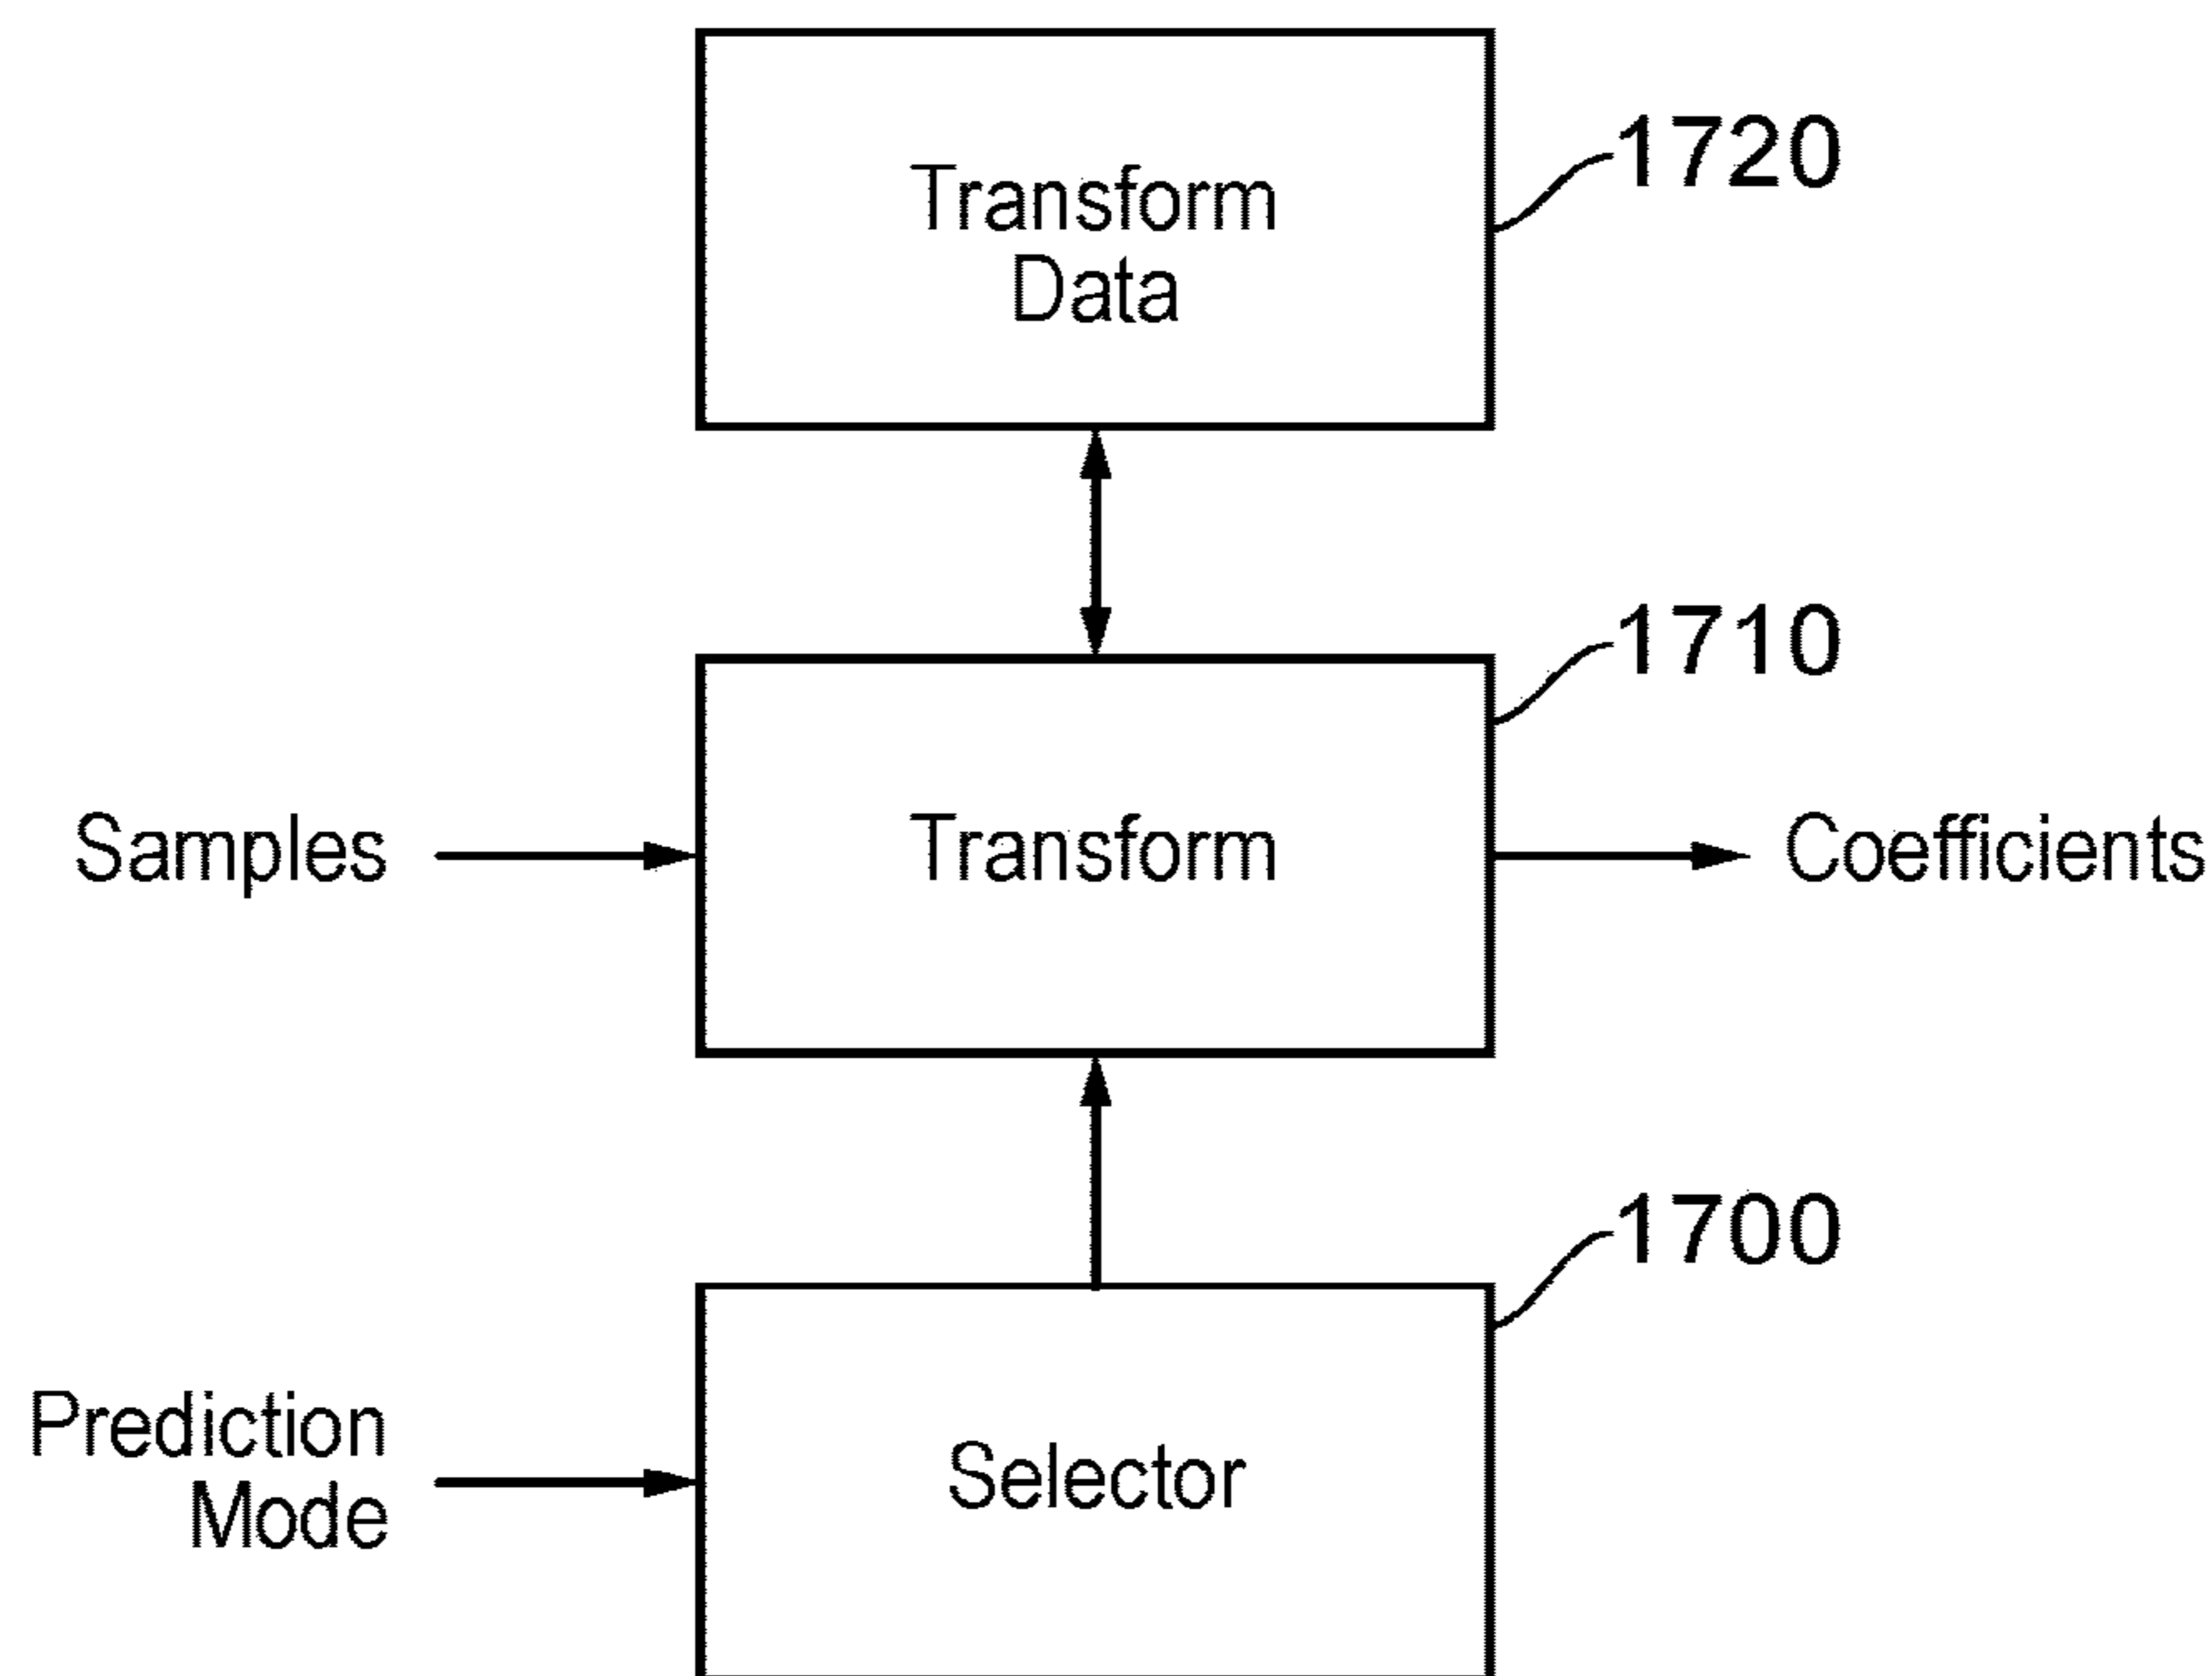 Transform
Data
1720
1710
Samples
Transform
Coefficients
1700
Prediction
Mode
Selector